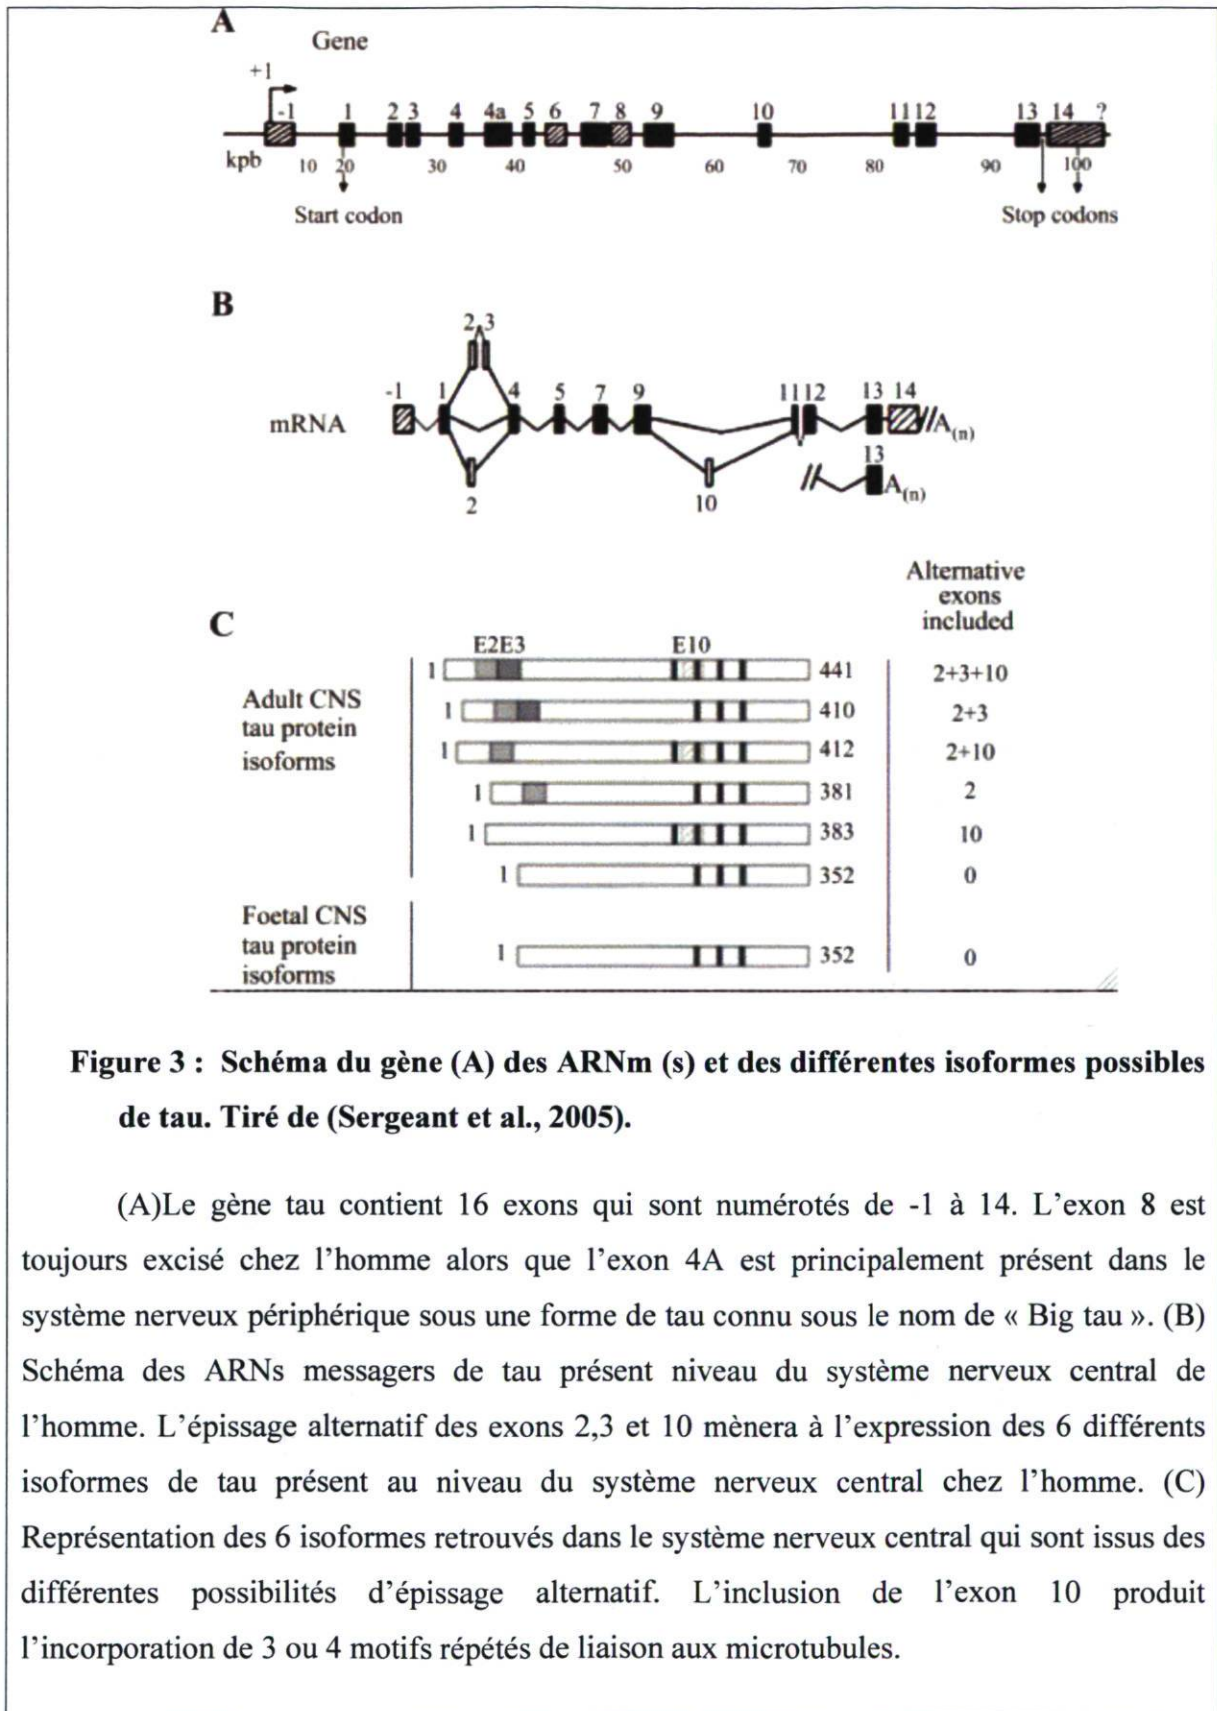 A
Gene
+1
-1 1 2 3 4 4a 5 6 7 8 9 10 11 12 13 14 ?
kpb 10 20 30 40 50 60 70 80 90 100
Start codon Stop codons
B
2 3
-1 1 4 5 7 9 11 12 13 14
mRNA A(n)
13
A(n)
2 10
Alternative
exons
included
C
E2E3 E10
1 441 2+3+10
Adult CNS
tau protein
isoforms
1 410 2+3
1 412 2+10
1 381 2
1 383 10
1 352 0
Foetal CNS
tau protein
isoforms
1 352 0
Figure 3 : Schéma du gène (A) des ARNm (s) et des différentes isoformes possibles
de tau. Tiré de (Sergeant et al., 2005).
(A)Le gène tau contient 16 exons qui sont numérotés de -1 à 14. L’exon 8 est
toujours excisé chez l’homme alors que l’exon 4A est principalement présent dans le
système nerveux périphérique sous une forme de tau connu sous le nom de « Big tau ». (B)
Schéma des ARNs messagers de tau présent niveau du système nerveux central de
l’homme. L’épissage alternatif des exons 2,3 et 10 mènera à l’expression des 6 différents
isoformes de tau présent au niveau du système nerveux central chez l’homme. (C)
Représentation des 6 isoformes retrouvés dans le système nerveux central qui sont issus des
différentes possibilités d’épissage alternatif. L’inclusion de l’exon 10 produit
l’incorporation de 3 ou 4 motifs répétés de liaison aux microtubules.